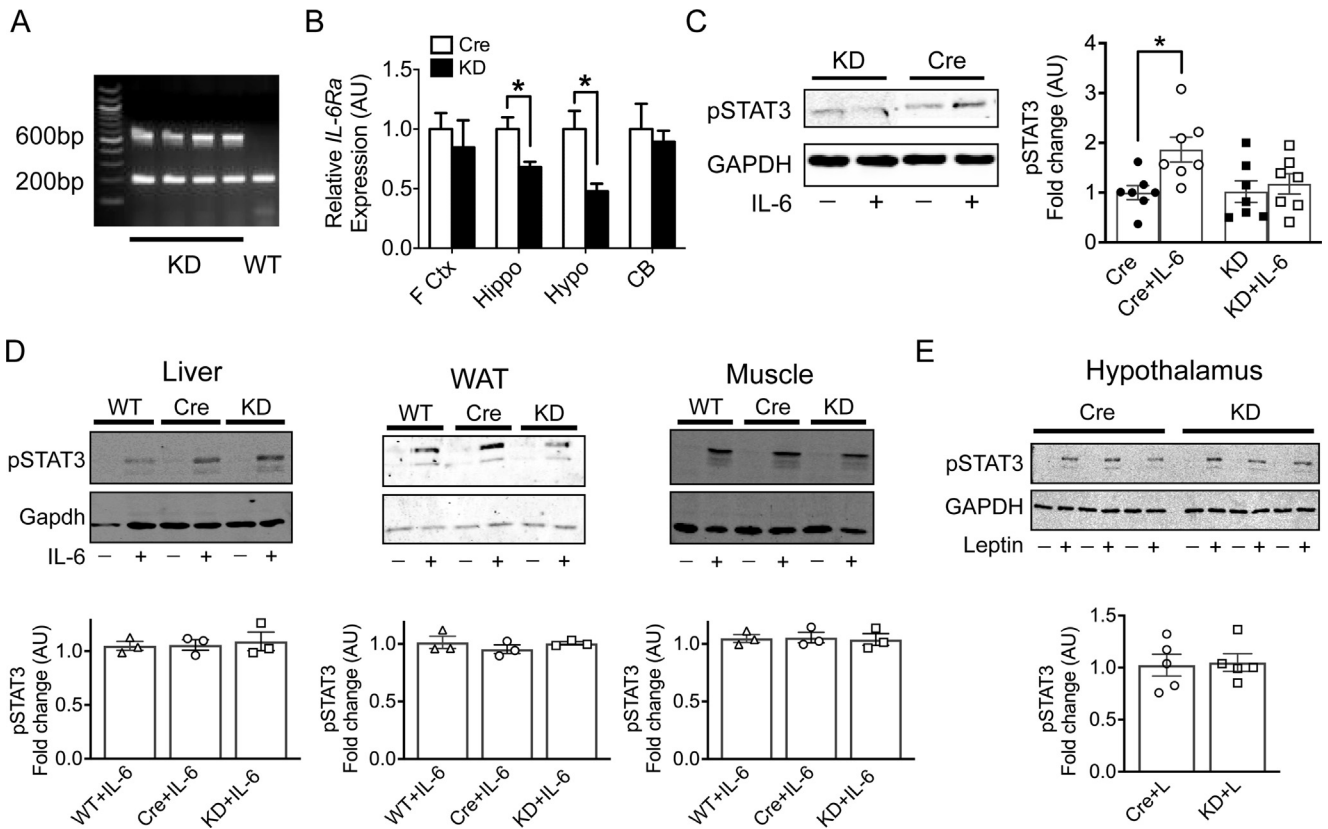 A
600bp
200bp
KD
WT
B
Cre
KD
Relative IL-6Ra
Expression (AU)
1.5
1.0
0.5
0.0
*
*
F Ctx
Hippo
Hypo
CB
C
KD
Cre
pSTAT3
GAPDH
IL-6
– + – +
pSTAT3
Fold change (AU)
4
3
2
1
0
*
Cre
Cre+IL-6
KD
KD+IL-6
D
Liver
WT Cre KD
pSTAT3
Gapdh
IL-6 – + – + – +
pSTAT3
Fold change (AU)
1.0
0.5
0.0
WT+IL-6
Cre+IL-6
KD+IL-6
WAT
WT Cre KD
– + – + – +
pSTAT3
Fold change (AU)
1.0
0.5
0.0
WT+IL-6
Cre+IL-6
KD+IL-6
Muscle
WT Cre KD
– + – + – +
pSTAT3
Fold change (AU)
1.0
0.5
0.0
WT+IL-6
Cre+IL-6
KD+IL-6
E
Hypothalamus
Cre KD
pSTAT3
GAPDH
Leptin – + – + – + – + – + – +
pSTAT3
Fold change (AU)
1.5
1.0
0.5
0.0
Cre+L
KD+L